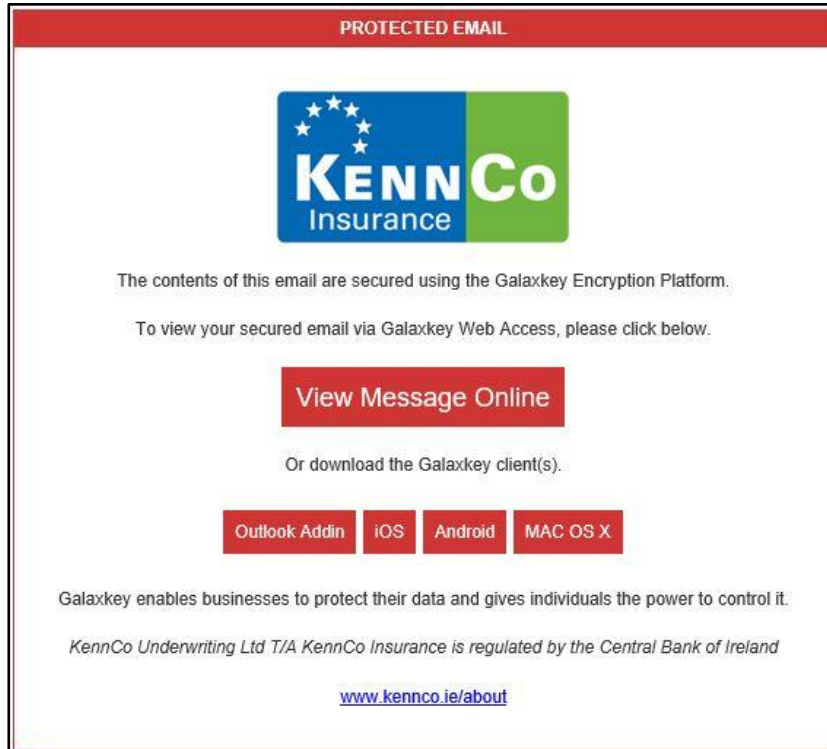 PROTECTED EMAIL
KENNCO
Insurance
The contents of this email are secured using the Galaxkey Encryption Platform.
To view your secured email via Galaxkey Web Access, please click below.
View Message Online
Or download the Galaxkey client(s).
Outlook Addin iOS Android MAC OS X
Galaxkey enables businesses to protect their data and gives individuals the power to control it.
KennCo Underwriting Ltd T/A KennCo Insurance is regulated by the Central Bank of Ireland
www.kennco.ie/about